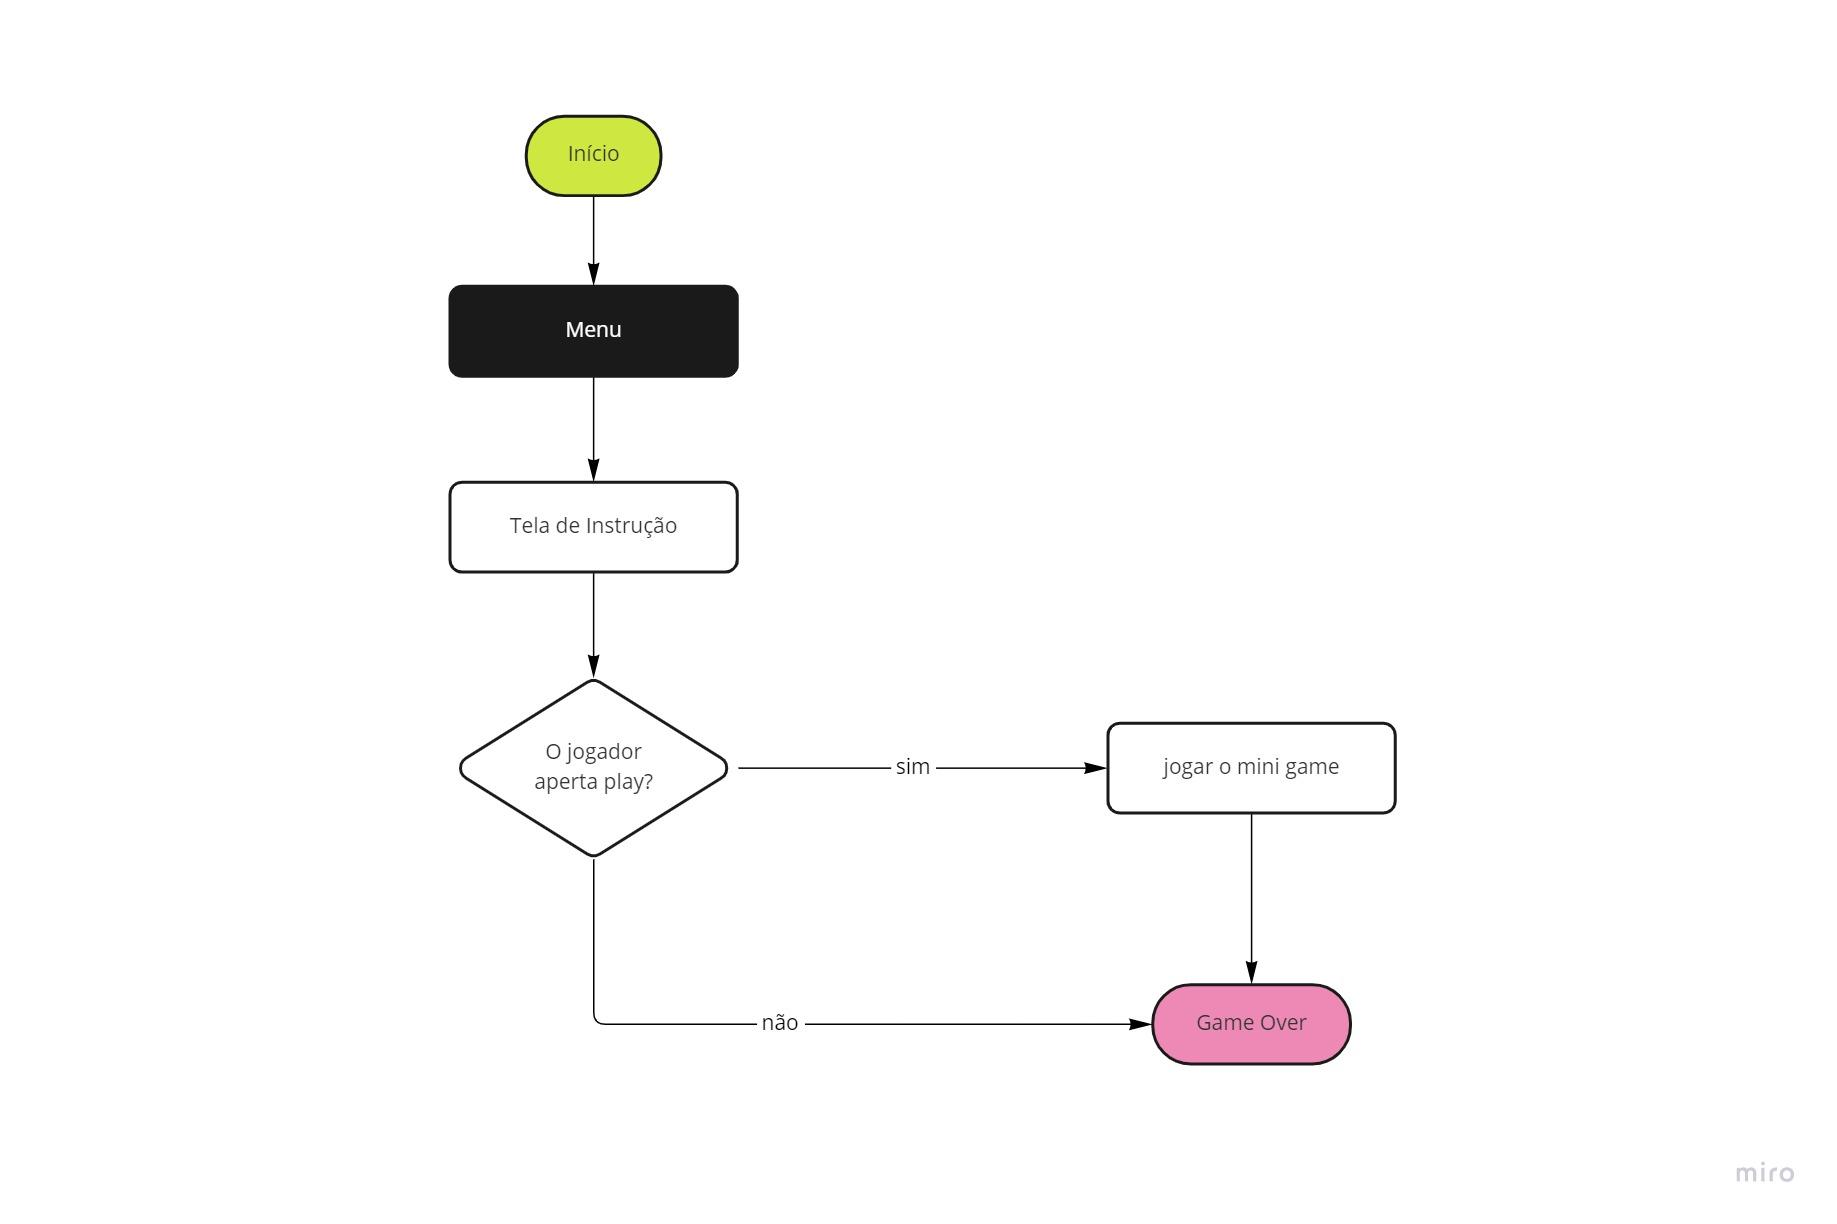 Início
Menu
Tela de Instrução
O jogador
aperta play?
sim
jogar o mini game
não
Game Over
miro